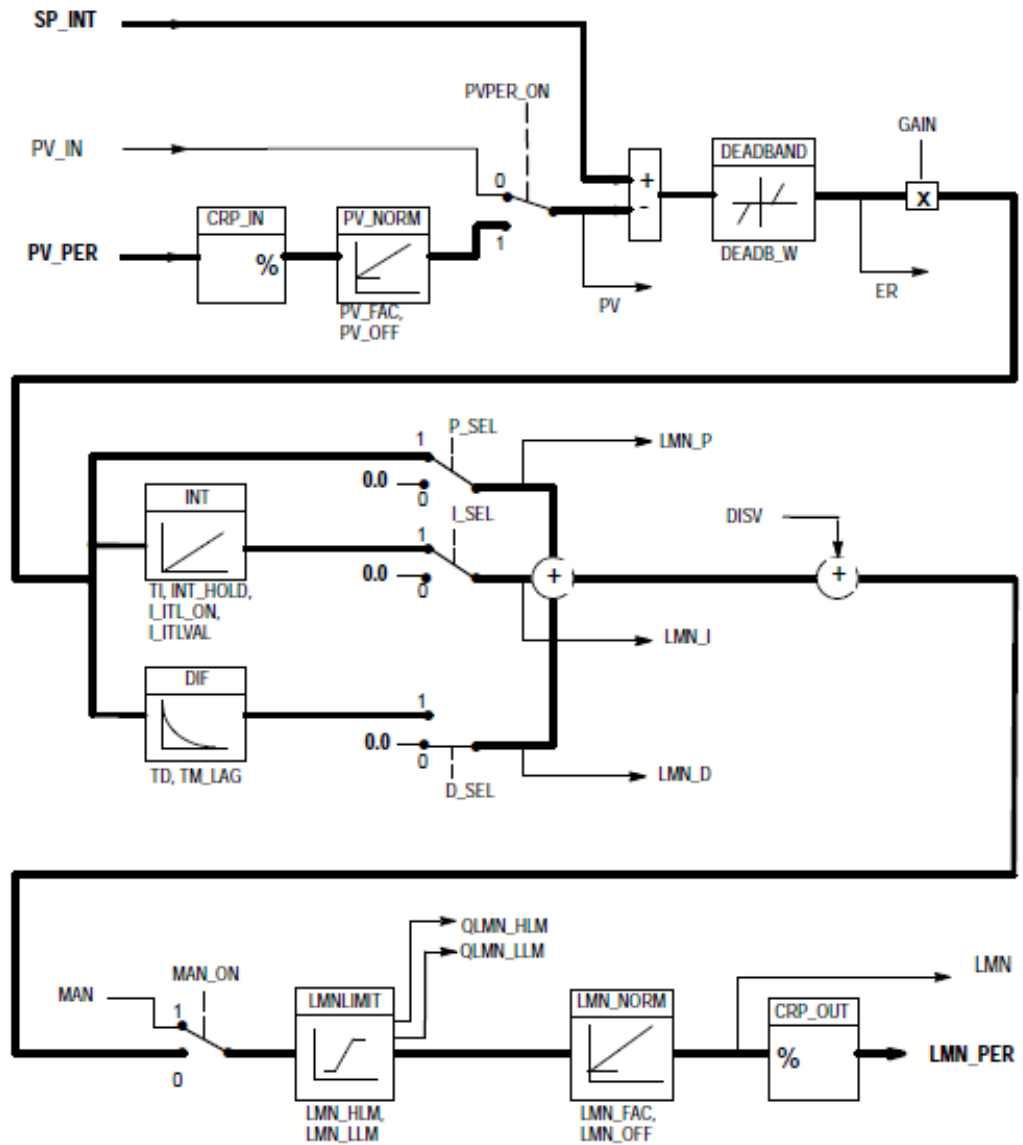 SP_INT
PVPER_ON
GAIN
PV_IN
DEADBAND
0
+
-
X
CRP_IN
PV_NORM
1
PV_PER
%
DEADB_W
ER
PV
PV_FAC,
PV_OFF
P_SEL
1
LMN_P
0.0
0
INT
I_SEL
DISV
1
0.0
0
+
+
TI, INT_HOLD,
I_ITL_ON,
I_ITLVAL
LMN_I
DIF
1
0.0
0
LMN_D
TD, TM_LAG
D_SEL
QLMN_HLM
QLMN_LLM
LMN
MAN_ON
MAN
1
LMNLIMIT
LMN_NORM
CRP_OUT
%
LMN_PER
0
LMN_HLM,
LMN_LLM
LMN_FAC,
LMN_OFF